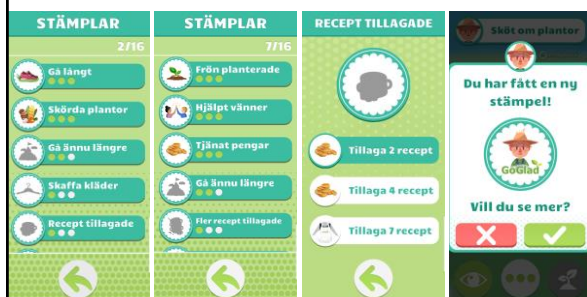 STÄMPLAR
2/16
Gå långt
Skörda plantor
Gå ännu längre
Skaffa kläder
Recept tillagade
STÄMPLAR
7/16
Frön planterade
Hjälpt vänner
Tjänat pengar
Gå ännu längre
Fler recept tillagade
RECEPT TILLAGADE
Tillaga 2 recept
Tillaga 4 recept
Tillaga 7 recept
Sköt om plantor
Du har fått en ny
stämpel!
GoGlad
Vill du se mer?